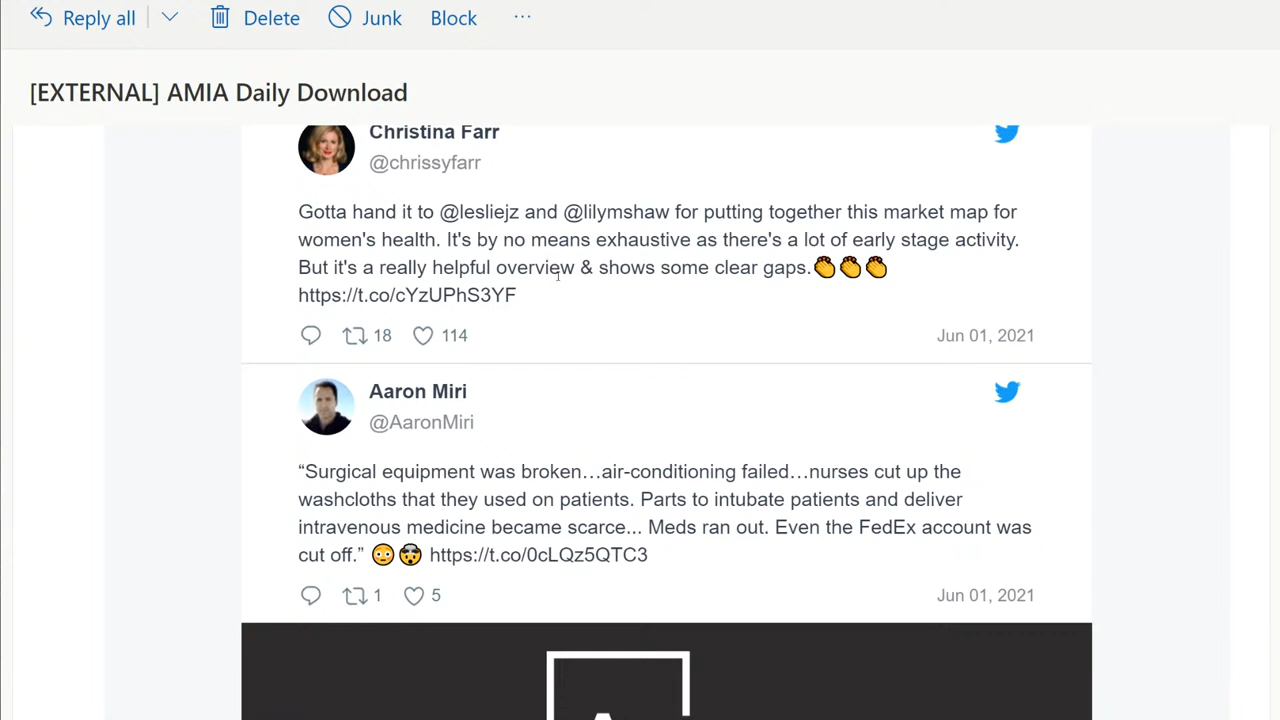 Reply all
Delete
Junk
Block
[EXTERNAL] AMIA Daily Download
Christina Farr
@chrissyfarr
Gotta hand it to @lesliejz and @lilymshaw for putting together this market map for
women's health. It's by no means exhaustive as there's a lot of early stage activity.
But it's a really helpful overview & shows some clear gaps.👏👏👏
https://t.co/cYzUPhS3YF
18
114
Jun 01, 2021
Aaron Miri
@AaronMiri
“Surgical equipment was broken…air-conditioning failed…nurses cut up the
washcloths that they used on patients. Parts to intubate patients and deliver
intravenous medicine became scarce... Meds ran out. Even the FedEx account was
cut off.” 😳🤯 https://t.co/0cLQz5QTC3
1
5
Jun 01, 2021